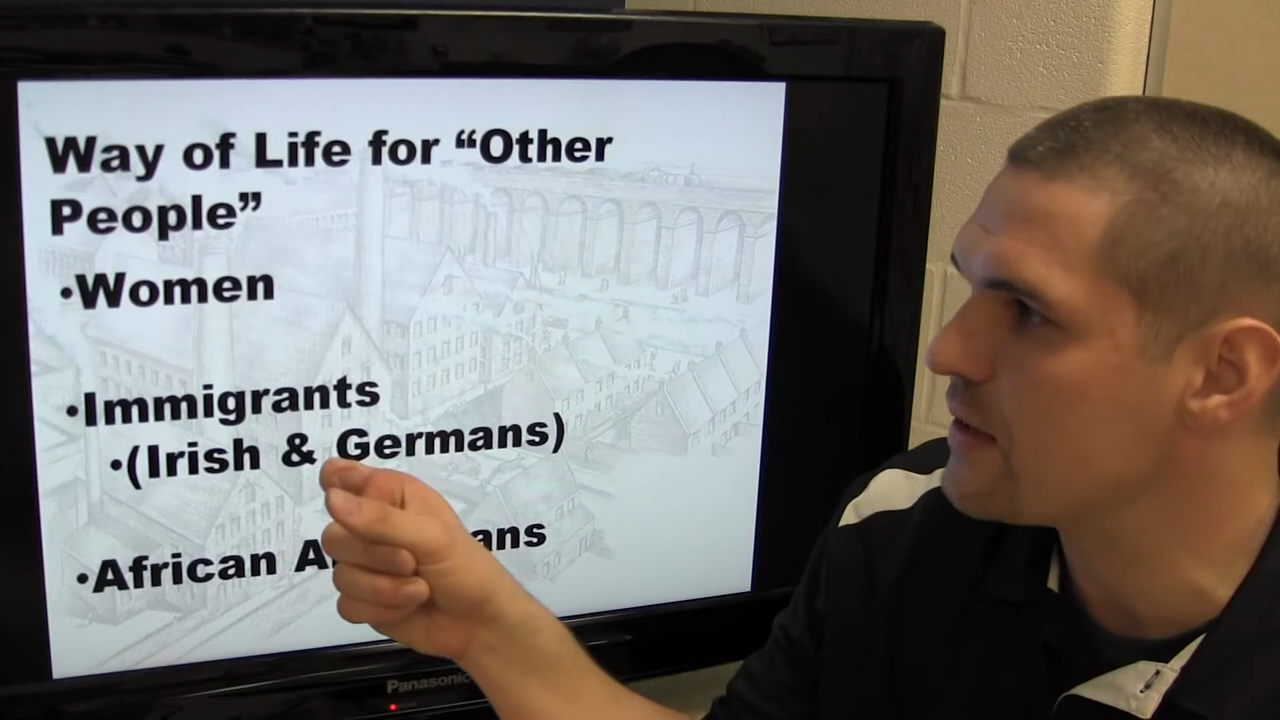 Way of Life for “Other
People”
•Women
•Immigrants
•(Irish & Germans)
•African
Panasonic